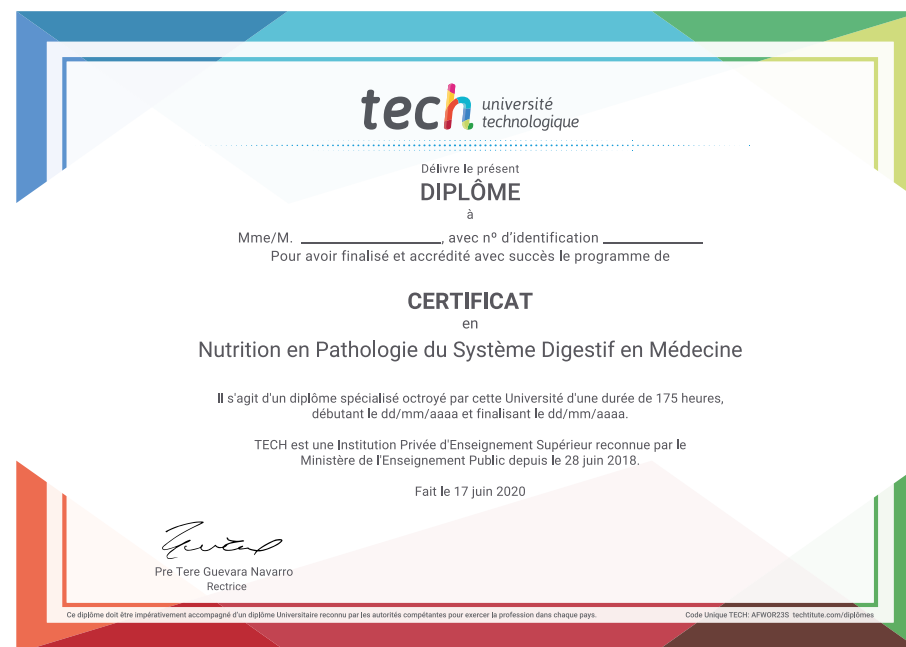 tech université
technologique
Délivre le présent
DIPLÔME
à
Mme/M. ____________________, avec nº d'identification ______________
Pour avoir finalisé et accrédité avec succès le programme de
CERTIFICAT
en
Nutrition en Pathologie du Système Digestif en Médecine
Il s'agit d'un diplôme spécialisé octroyé par cette Université d'une durée de 175 heures,
débutant le dd/mm/aaaa et finalisant le dd/mm/aaaa.
TECH est une Institution Privée d'Enseignement Supérieur reconnue par le
Ministère de l'Enseignement Public depuis le 28 juin 2018.
Fait le 17 juin 2020
Pre Tere Guevara Navarro
Rectrice
Ce diplôme doit être impérativement accompagné d'un diplôme Universitaire reconnu par les autorités compétentes pour exercer la profession dans chaque pays.
Code Unique TECH: AFWOR23S techtitute.com/diplômes